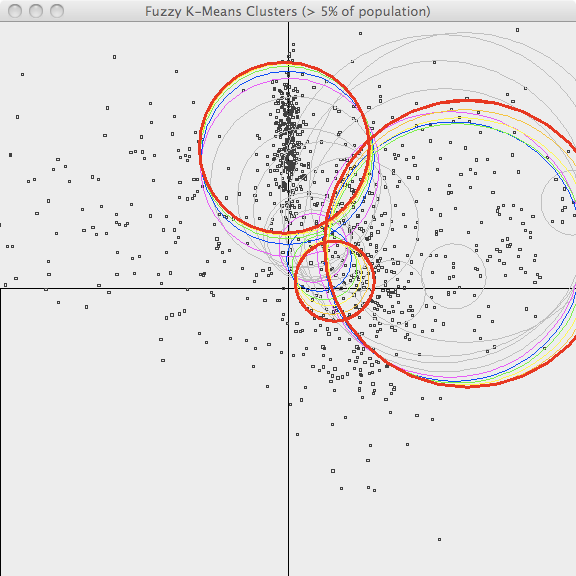 Fuzzy K-Means Clusters (> 5% of population)